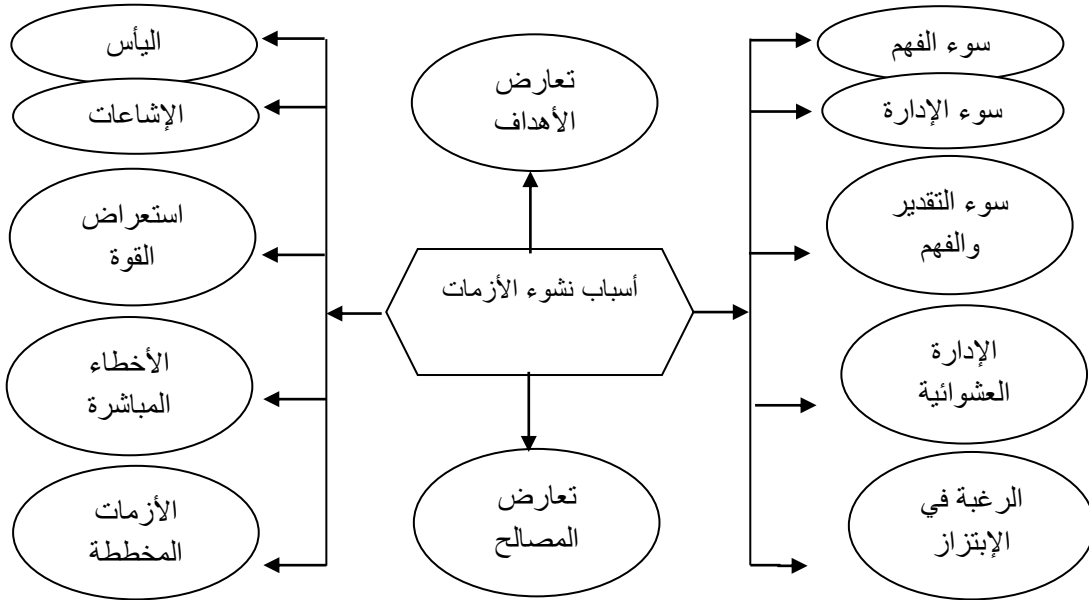 سوء الفهم
سوء الإدارة
سوء التقدير
والفهم
الإدارة
العشوائية
الرغبة في
الإبتزاز
تعارض
الأهداف
أسباب نشوء الأزمات
تعارض
المصالح
اليأس
الإشاعات
استعراض
القوة
الأخطاء
المباشرة
الأزمات
المخططة